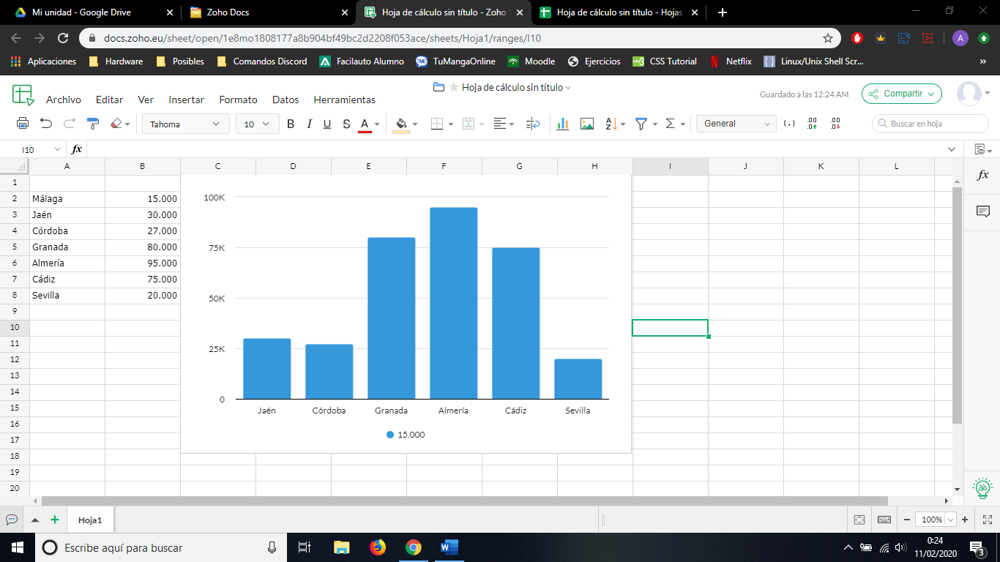 Mi unidad - Google Drive
Zoho Docs
Hoja de cálculo sin título - Zoho
Hoja de cálculo sin título - Hojas
docs.zoho.eu/sheet/open/1e8mo1808177a8b904bf49bc2d2208f053ace/sheets/Hoja1/ranges/I10
A
Aplicaciones Hardware Posibles Comandos Discord Facilauto Alumno TuMangaOnline Moodle Ejercicios CSS Tutorial Netflix Linux/Unix Shell Scr... »
Hoja de cálculo sin título
Archivo Editar Ver Insertar Formato Datos Herramientas
Guardado a las 12:24 AM
Compartir
Tahoma 10 B I U S A General Buscar en hoja
I10 fx
A B C D E F G H I J K L
1
2 Málaga 15.000
3 Jaén 30.000
4 Córdoba 27.000
5 Granada 80.000
6 Almería 95.000
7 Cádiz 75.000
8 Sevilla 20.000
9
10
11
12
13
14
15
16
17
18
19
20
100K
75K
50K
25K
0
Jaén Córdoba Granada Almería Cádiz Sevilla
15.000
fx
Hoja1
100%
Escribe aquí para buscar
0:24
11/02/2020
3